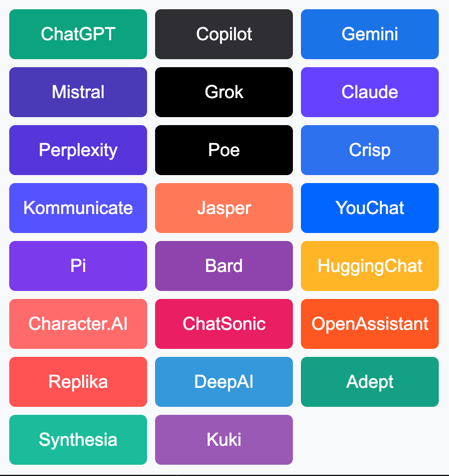 ChatGPT
Copilot
Gemini
Mistral
Grok
Claude
Perplexity
Poe
Crisp
Kommunicate
Jasper
YouChat
Pi
Bard
HuggingChat
Character.AI
ChatSonic
OpenAssistant
Replika
DeepAI
Adept
Synthesia
Kuki